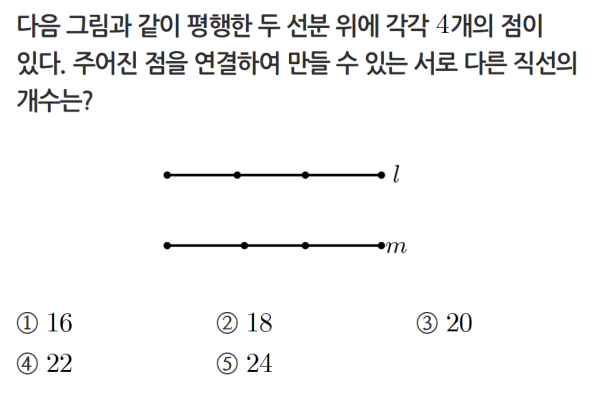 다음 그림과 같이 평행한 두 선분 위에 각각 4개의 점이
있다. 주어진 점을 연결하여 만들 수 있는 서로 다른 직선의
개수는?
l
m
① 16 ② 18 ③ 20
④ 22 ⑤ 24